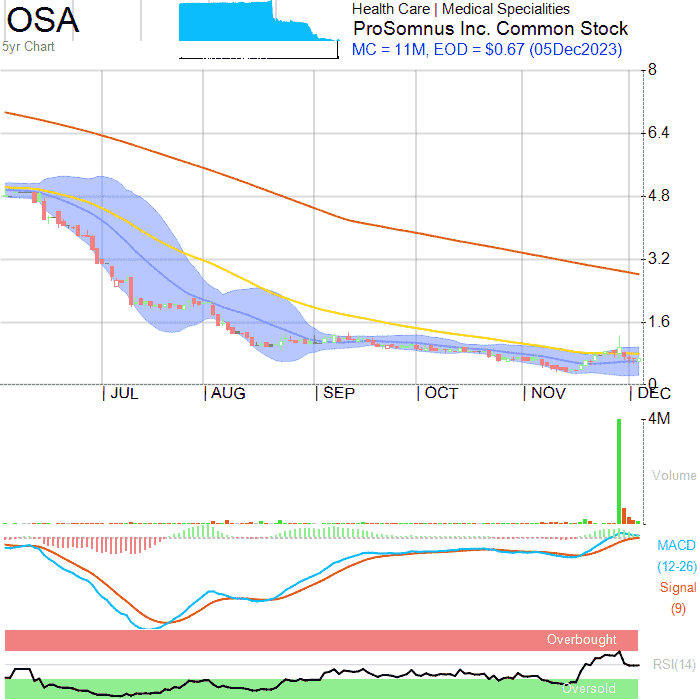 OSA
5yr Chart
Health Care | Medical Specialities
ProSomnus Inc. Common Stock
MC = 11M, EOD = $0.67 (05Dec2023)
8
6.4
4.8
3.2
1.6
0
JUL AUG SEP OCT NOV DEC
4M
Volume
MACD
(12-26)
Signal
(9)
Overbought
RSI(14)
Oversold